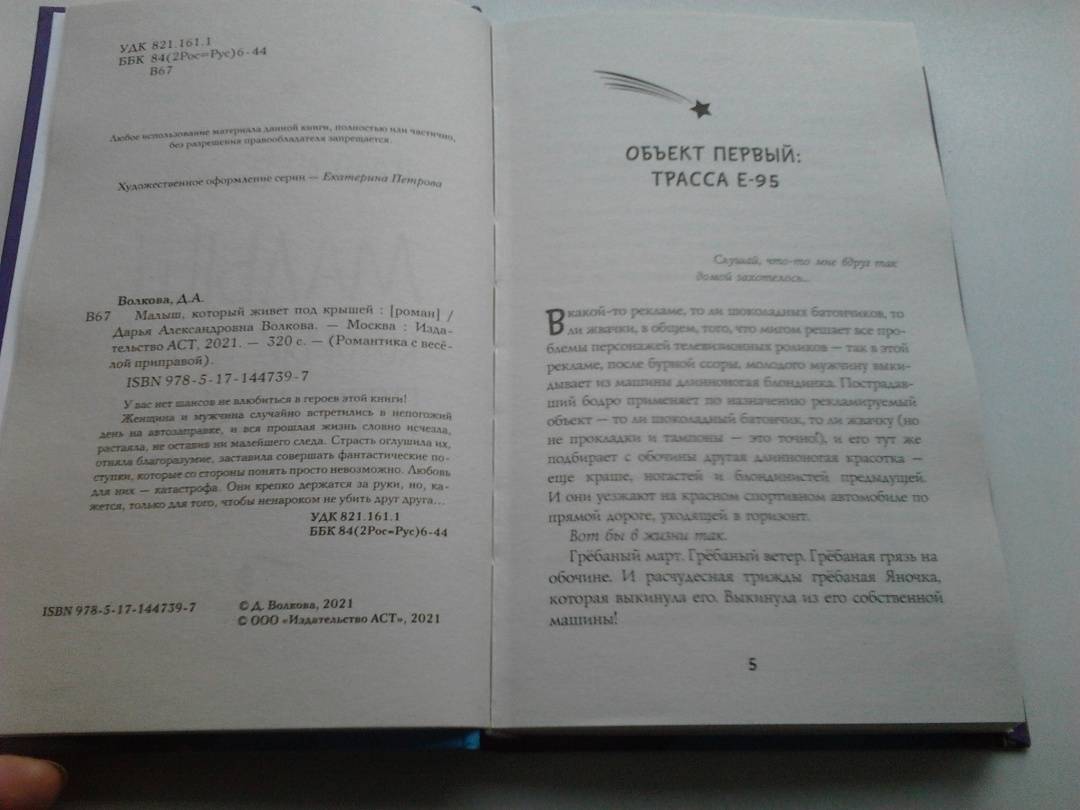 УДК 821.161.1
ББК 84(2Рос=Рус)6-44
В67
Любое использование материала данной книги, полностью или частично,
без разрешения правообладателя запрещается.
Художественное оформление серии — Екатерина Петрова
Волкова, Д.А.
В67 Малыш, который живет под крышей : [роман] /
Дарья Александровна Волкова. — Москва : Изда-
тельство АСТ, 2021. — 320 с. — (Романтика с весё-
лой приправой).
ISBN 978-5-17-144739-7
У вас нет шансов не влюбиться в героев этой книги!
Женщина и мужчина случайно встретились в непогожий
день на автозаправке, и вся прошлая жизнь словно исчезла,
растаяла, не оставив ни малейшего следа. Страсть оглушила их,
отняла благоразумие, заставила совершать фантастические по-
ступки, которые со стороны понять просто невозможно. Любовь
для них — катастрофа. Они крепко держатся за руки, но, ка-
жется, только для того, чтобы ненароком не убить друг друга...
УДК 821.161.1
ББК 84(2Рос=Рус)6-44
ISBN 978-5-17-144739-7
© Д. Волкова, 2021
© ООО «Издательство АСТ», 2021
ОБЪЕКТ ПЕРВЫЙ:
ТРАССА Е-95
Слушай, что-то мне вдруг так
домой захотелось...
В какой-то рекламе, то ли шоколадных батончиков, то
ли жвачки, в общем, того, что мигом решает все про-
блемы персонажей телевизионных роликов — так в этой
рекламе, после бурной ссоры, молодого мужчину выки-
дывает из машины длинноногая блондинка. Пострадав-
ший бодро применяет по назначению рекламируемый
объект — то ли шоколадный батончик, то ли жвачку (но
не прокладки и тампоны — это точно!), и его тут же
подбирает с обочины другая длинноногая красотка —
еще краше, ногастей и блондинистей предыдущей.
И они уезжают на красном спортивном автомобиле по
прямой дороге, уходящей в горизонт.
Вот бы в жизни так.
Грёбаный март. Грёбаный ветер. Грёбаная грязь на
обочине. И расчудесная трижды грёбаная Яночка,
которая выкинула его. Выкинула из его собственной
машины!
5